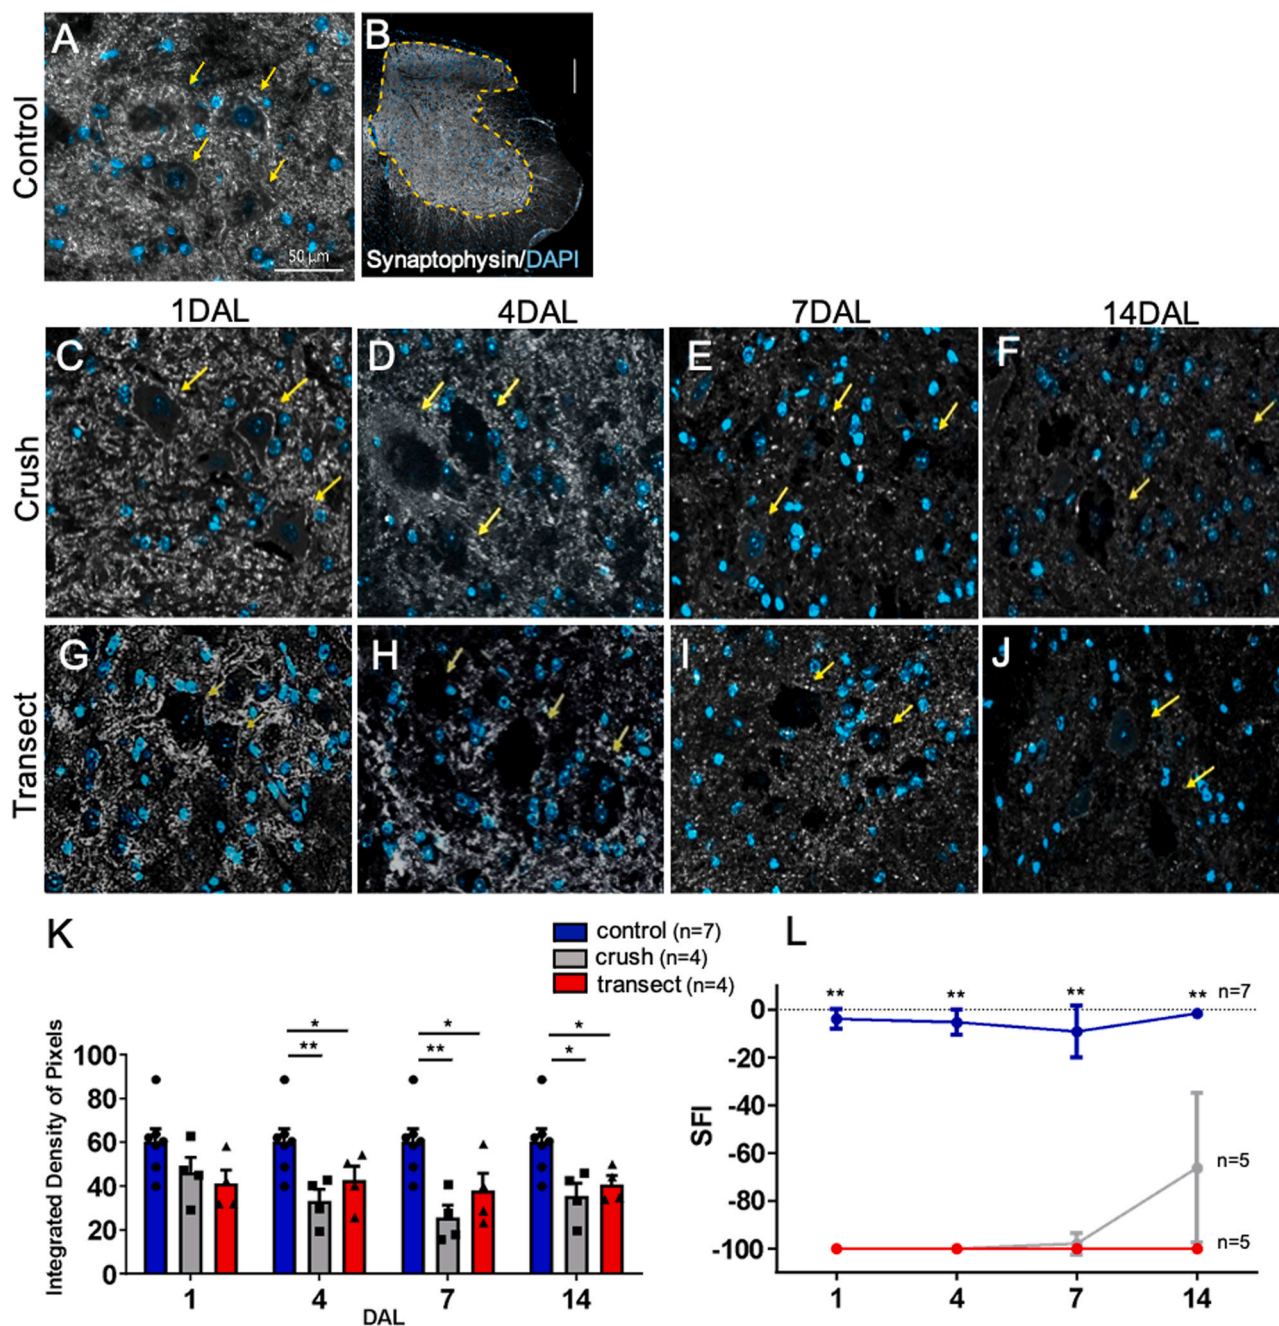 A
B
Control
50 µm
Synaptophysin/DAPI
1DAL
4DAL
7DAL
14DAL
C
D
E
F
Crush
G
H
I
J
Transect
K
control (n=7)
crush (n=4)
transect (n=4)
L
Integrated Density of Pixels
100
80
60
40
20
0
* ** * ** * *
1 4 7 14
DAL
SFI
0
-20
-40
-60
-80
-100
** ** ** **
n=7
n=5
n=5
1 4 7 14